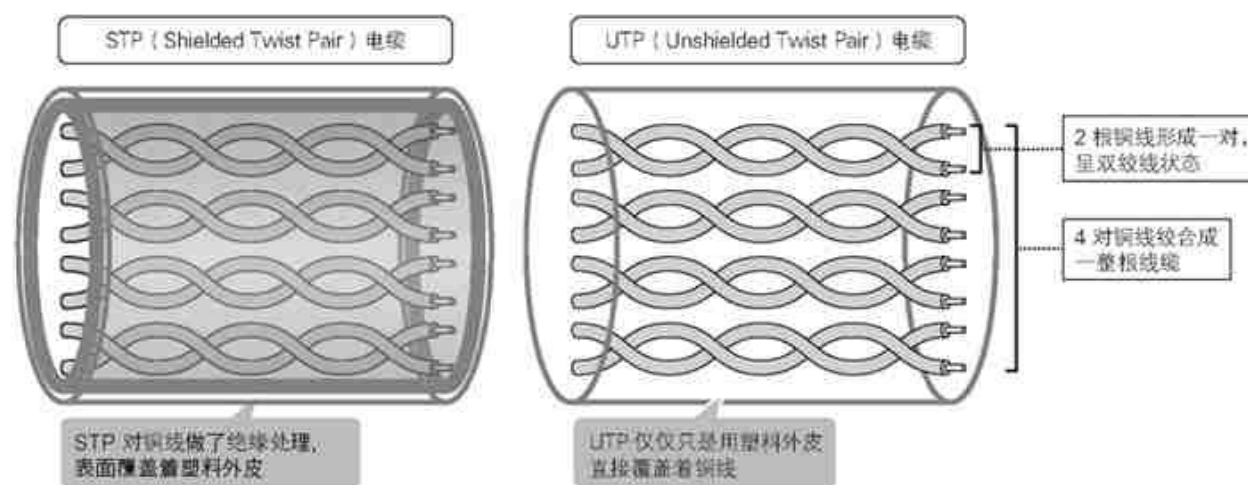 STP（Shielded Twist Pair）电缆
UTP（Unshielded Twist Pair）电缆
2 根铜线形成一对，
呈双绞线状态
4 对铜线绞合成
一整根线缆
STP 对铜线做了绝缘处理，
表面覆盖着塑料外皮
UTP 仅仅只是用塑料外皮
直接覆盖着铜线